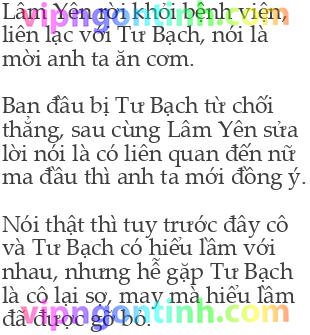 Lâm Yên rời khỏi bệnh viện,
vipngontinh.com
liên lạc với Tư Bạch, nói là
mời anh ta ăn cơm.
Ban đầu bị Tư Bạch từ chối
thẳng, sau cùng Lâm Yên sửa
lời nói là có liên quan đến nữ
ma đầu thì anh ta mới đồng ý.
Nói thật thì tuy trước đây cô
và Tư Bạch có hiểu lầm với
nhau, nhưng hễ gặp Tư Bạch
là cô lại sợ, may mà hiểu lầm
đã được gỡ bỏ.
vipngontinh.com